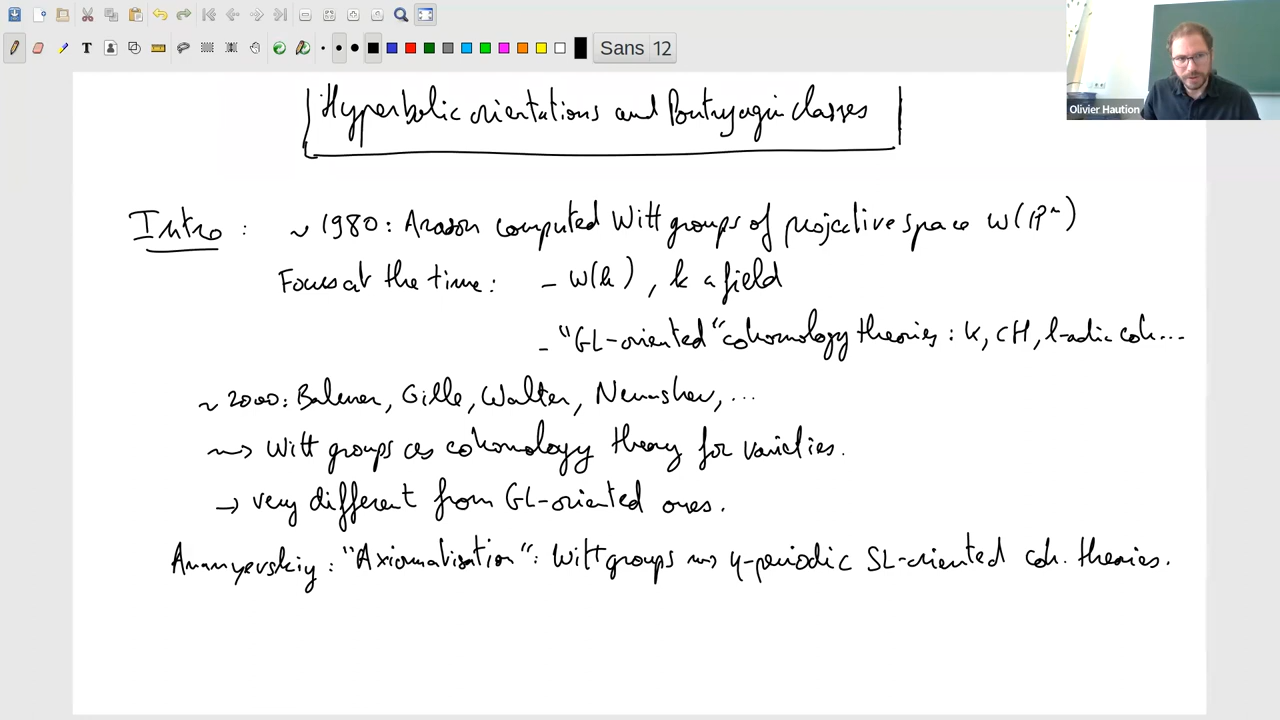 Sans 12
Olivier Haution
Hyperbolic orientations and Pontryagin classes
Intro : ~ 1980 : Arason computed Witt groups of projective space W(ℙⁿ)
Focus at the time : – W(k) , k a field
– "GL-oriented" cohomology theories : K, CH, l-adic coh...
~ 2000 : Balmer, Gille, Walter, Nenashev, ...
⇝ Witt groups as cohomology theory for varieties.
→ very different from GL-oriented ones.
Ananyevskiy : "Axiomatisation" : Witt groups ⇝ η-periodic SL-oriented coh. theories.